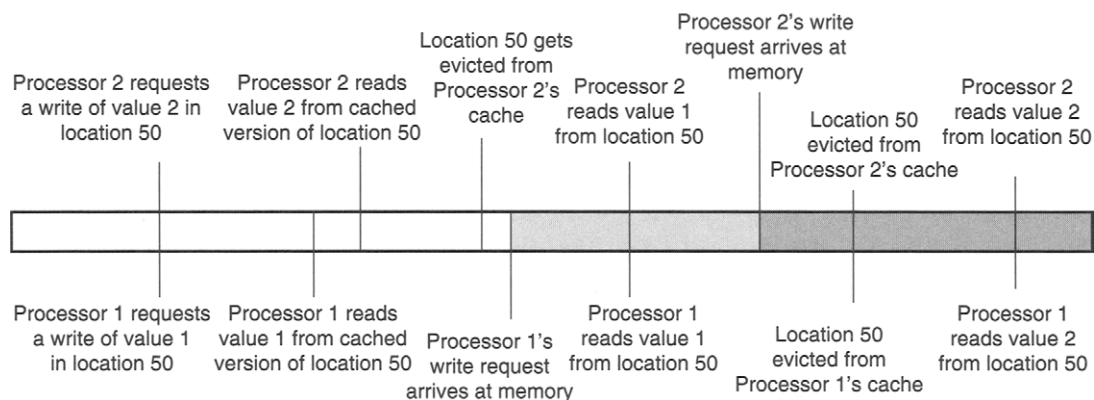 Processor 2 requests
a write of value 2 in
location 50
Processor 2 reads
value 2 from cached
version of location 50
Location 50 gets
evicted from
Processor 2's
cache
Processor 2
reads value 1
from location 50
Processor 2's write
request arrives at
memory
Location 50
evicted from
Processor 2's cache
Processor 2
reads value 2
from location 50
Processor 1 requests
a write of value 1
in location 50
Processor 1 reads
value 1 from cached
version of location 50
Processor 1's
write request
arrives at memory
Processor 1
reads value 1
from location 50
Location 50
evicted from
Processor 1's cache
Processor 1
reads value 2
from location 50